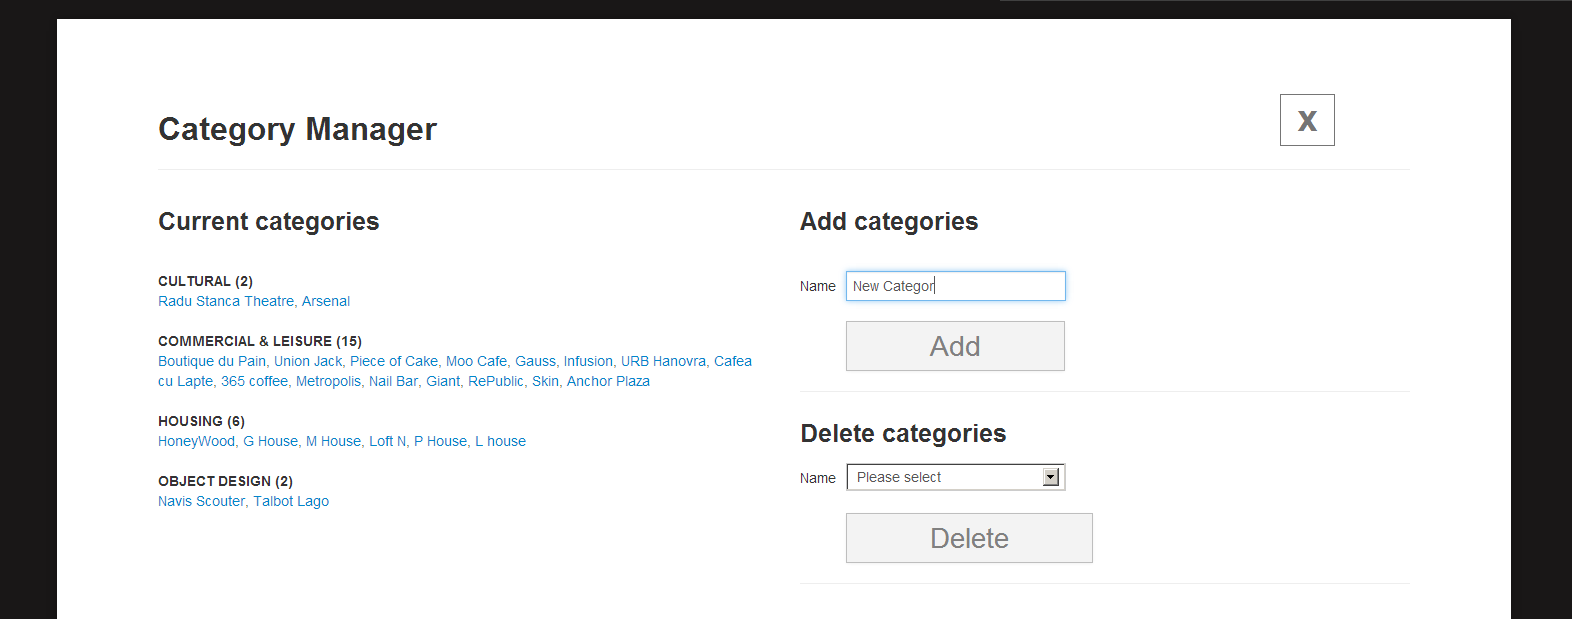 Category Manager
X
Current categories
CULTURAL (2)
Radu Stanca Theatre, Arsenal
COMMERCIAL & LEISURE (15)
Boutique du Pain, Union Jack, Piece of Cake, Moo Cafe, Gauss, Infusion, URB Hanovra, Cafea
cu Lapte, 365 coffee, Metropolis, Nail Bar, Giant, RePublic, Skin, Anchor Plaza
HOUSING (6)
HoneyWood, G House, M House, Loft N, P House, L house
OBJECT DESIGN (2)
Navis Scouter, Talbot Lago
Add categories
Name New Categor
Add
Delete categories
Name Please select
Delete